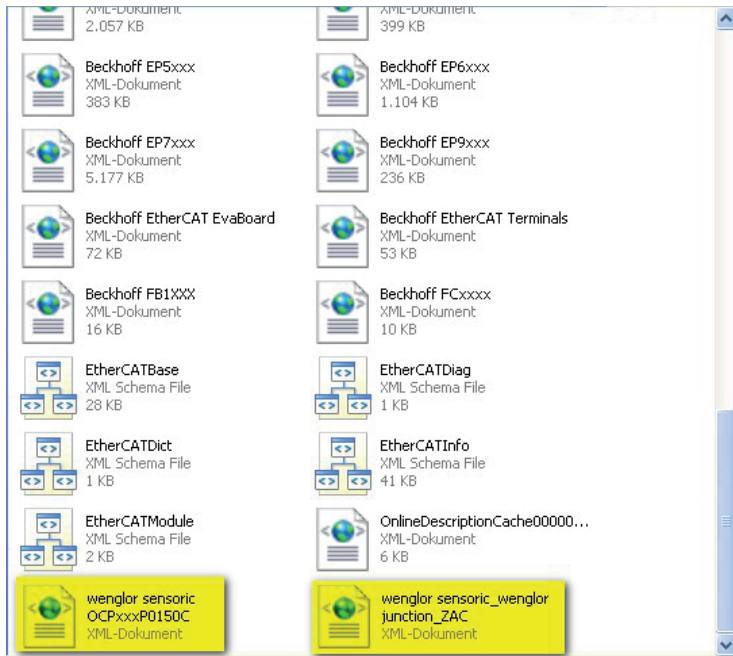 XML-Dokument
2.057 KB
XML-Dokument
399 KB
Beckhoff EP5xxx
XML-Dokument
383 KB
Beckhoff EP6xxx
XML-Dokument
1.104 KB
Beckhoff EP7xxx
XML-Dokument
5.177 KB
Beckhoff EP9xxx
XML-Dokument
236 KB
Beckhoff EtherCAT EvaBoard
XML-Dokument
72 KB
Beckhoff EtherCAT Terminals
XML-Dokument
53 KB
Beckhoff FB1XXX
XML-Dokument
16 KB
Beckhoff FCxxxx
XML-Dokument
10 KB
EtherCATBase
XML Schema File
28 KB
EtherCATDiag
XML Schema File
1 KB
EtherCATDict
XML Schema File
1 KB
EtherCATInfo
XML Schema File
41 KB
EtherCATModule
XML Schema File
2 KB
OnlineDescriptionCache00000...
XML-Dokument
6 KB
wenglor sensoric
OCPxxxP0150C
XML-Dokument
wenglor sensoric_wenglor
junction_ZAC
XML-Dokument